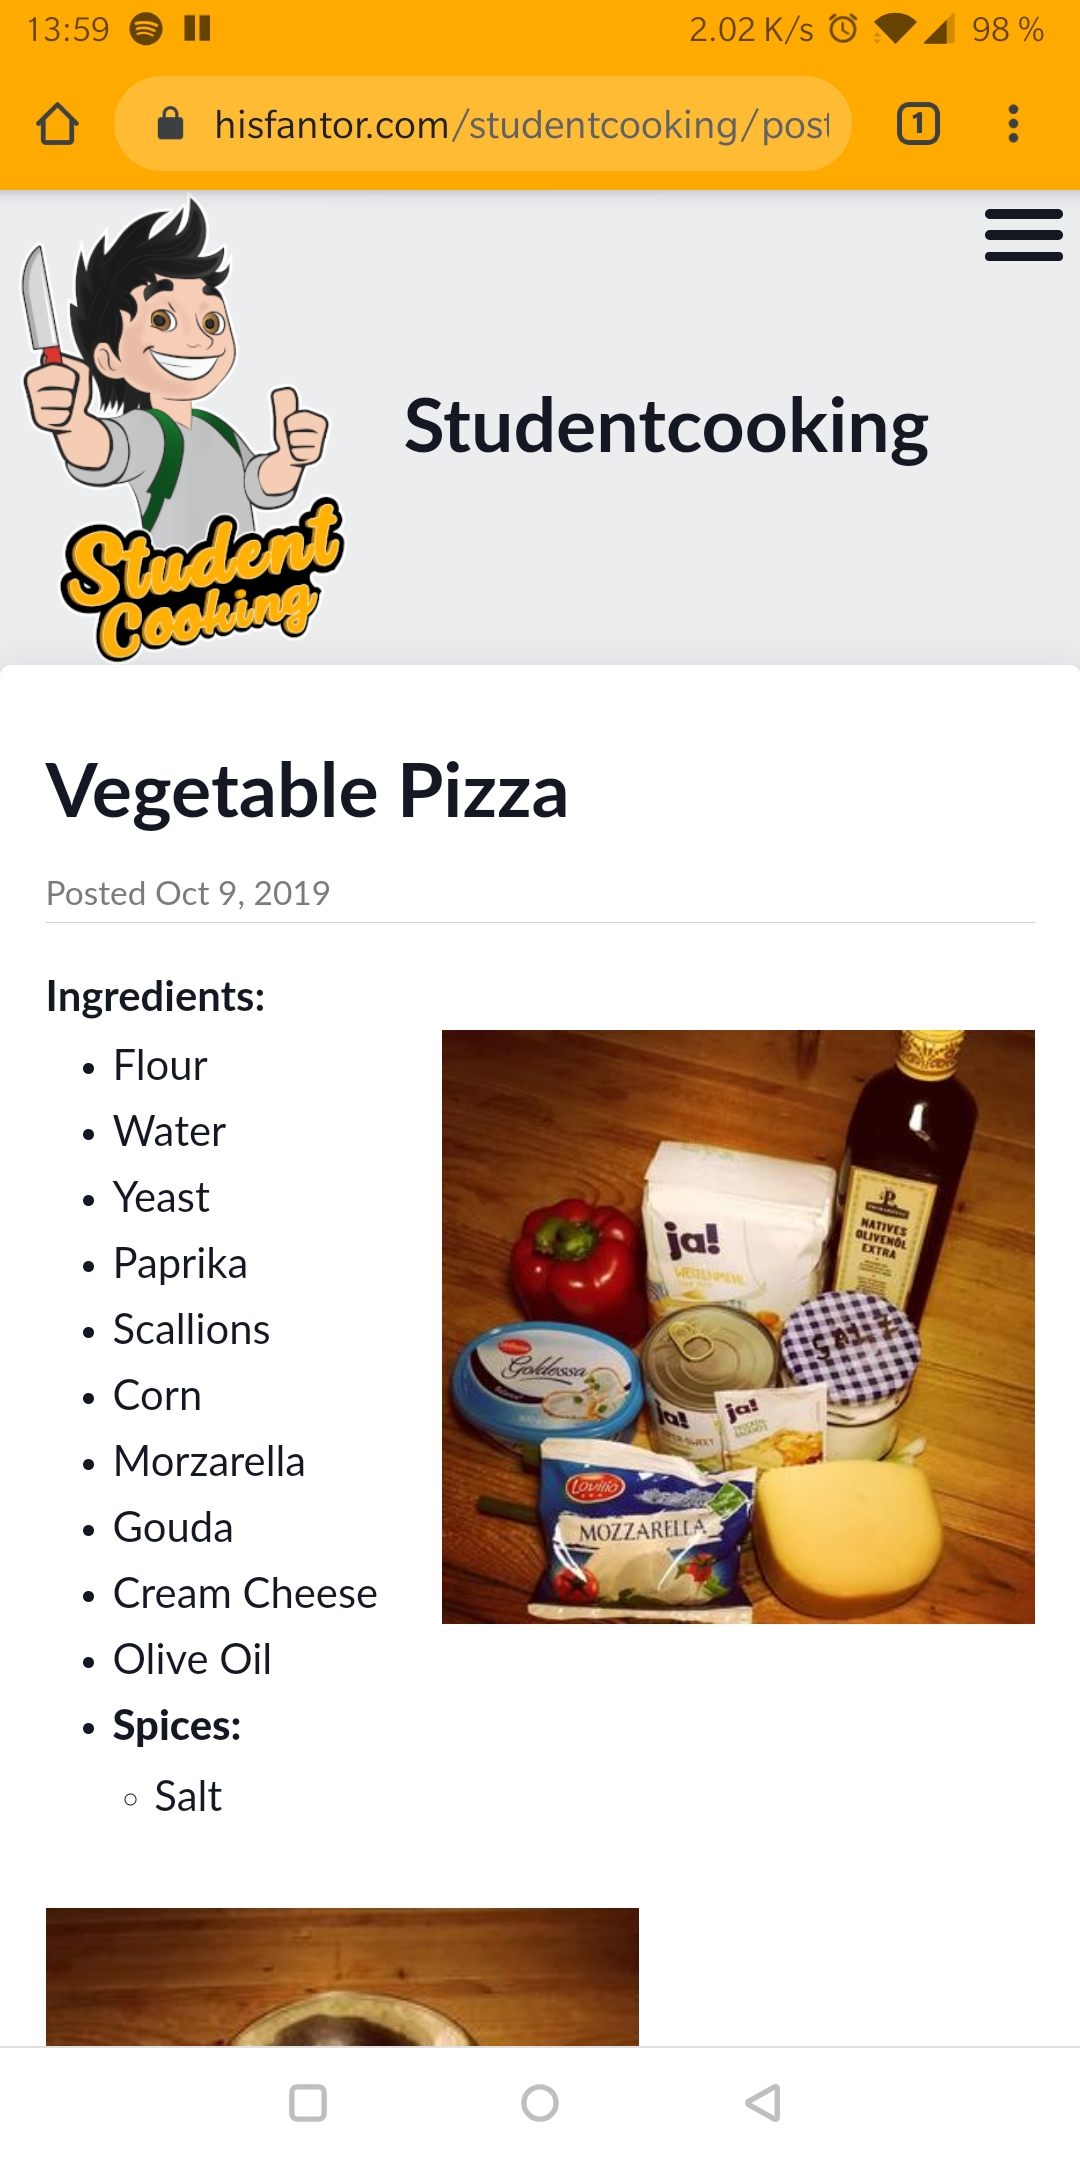 13:59
2.02 K/s
98 %
hisfantor.com/studentcooking/post
1
Student
Cooking
Studentcooking
Vegetable Pizza
Posted Oct 9, 2019
Ingredients:
Flour
Water
Yeast
Paprika
Scallions
Corn
Morzarella
Gouda
Cream Cheese
Olive Oil
Spices:
Salt
P
NATIVES
OLIVENÖL
EXTRA
ja!
WEIZENMEHL
SALZ
Goldessa
ja!
ja!
Lovilio
MOZZARELLA